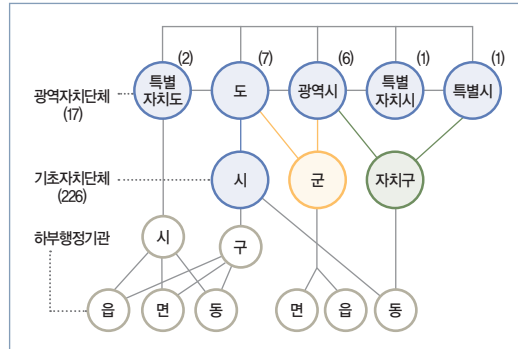 (2)
(7)
(6)
(1)
(1)
특별
자치도
도
광역시
특별
자치시
특별시
광역자치단체
(17)
기초자치단체
(226)
시
군
자치구
하부행정기관
시
구
읍
면
동
면
읍
동